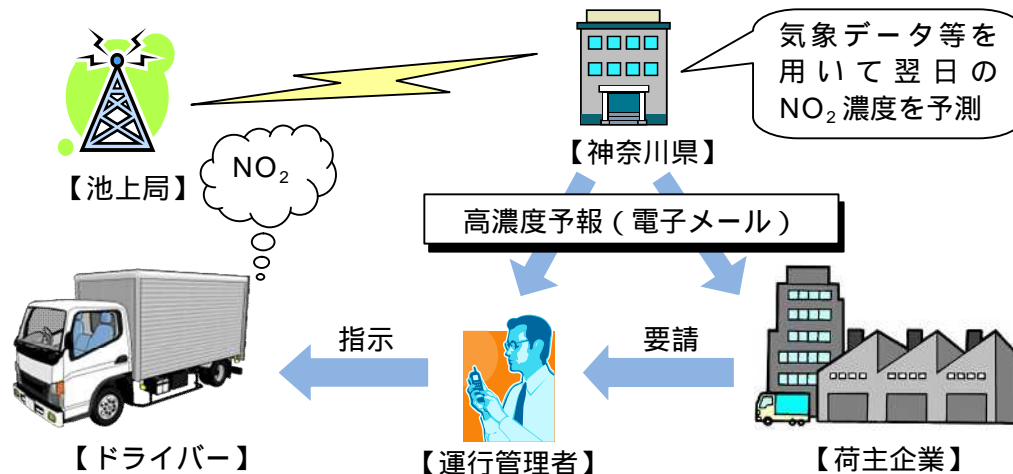 気象データ等を
用いて翌日の
NO₂濃度を予測
【神奈川県】
【池上局】
NO₂
高濃度予報(電子メール)
指示
要請
【ドライバー】
【運行管理者】
【荷主企業】